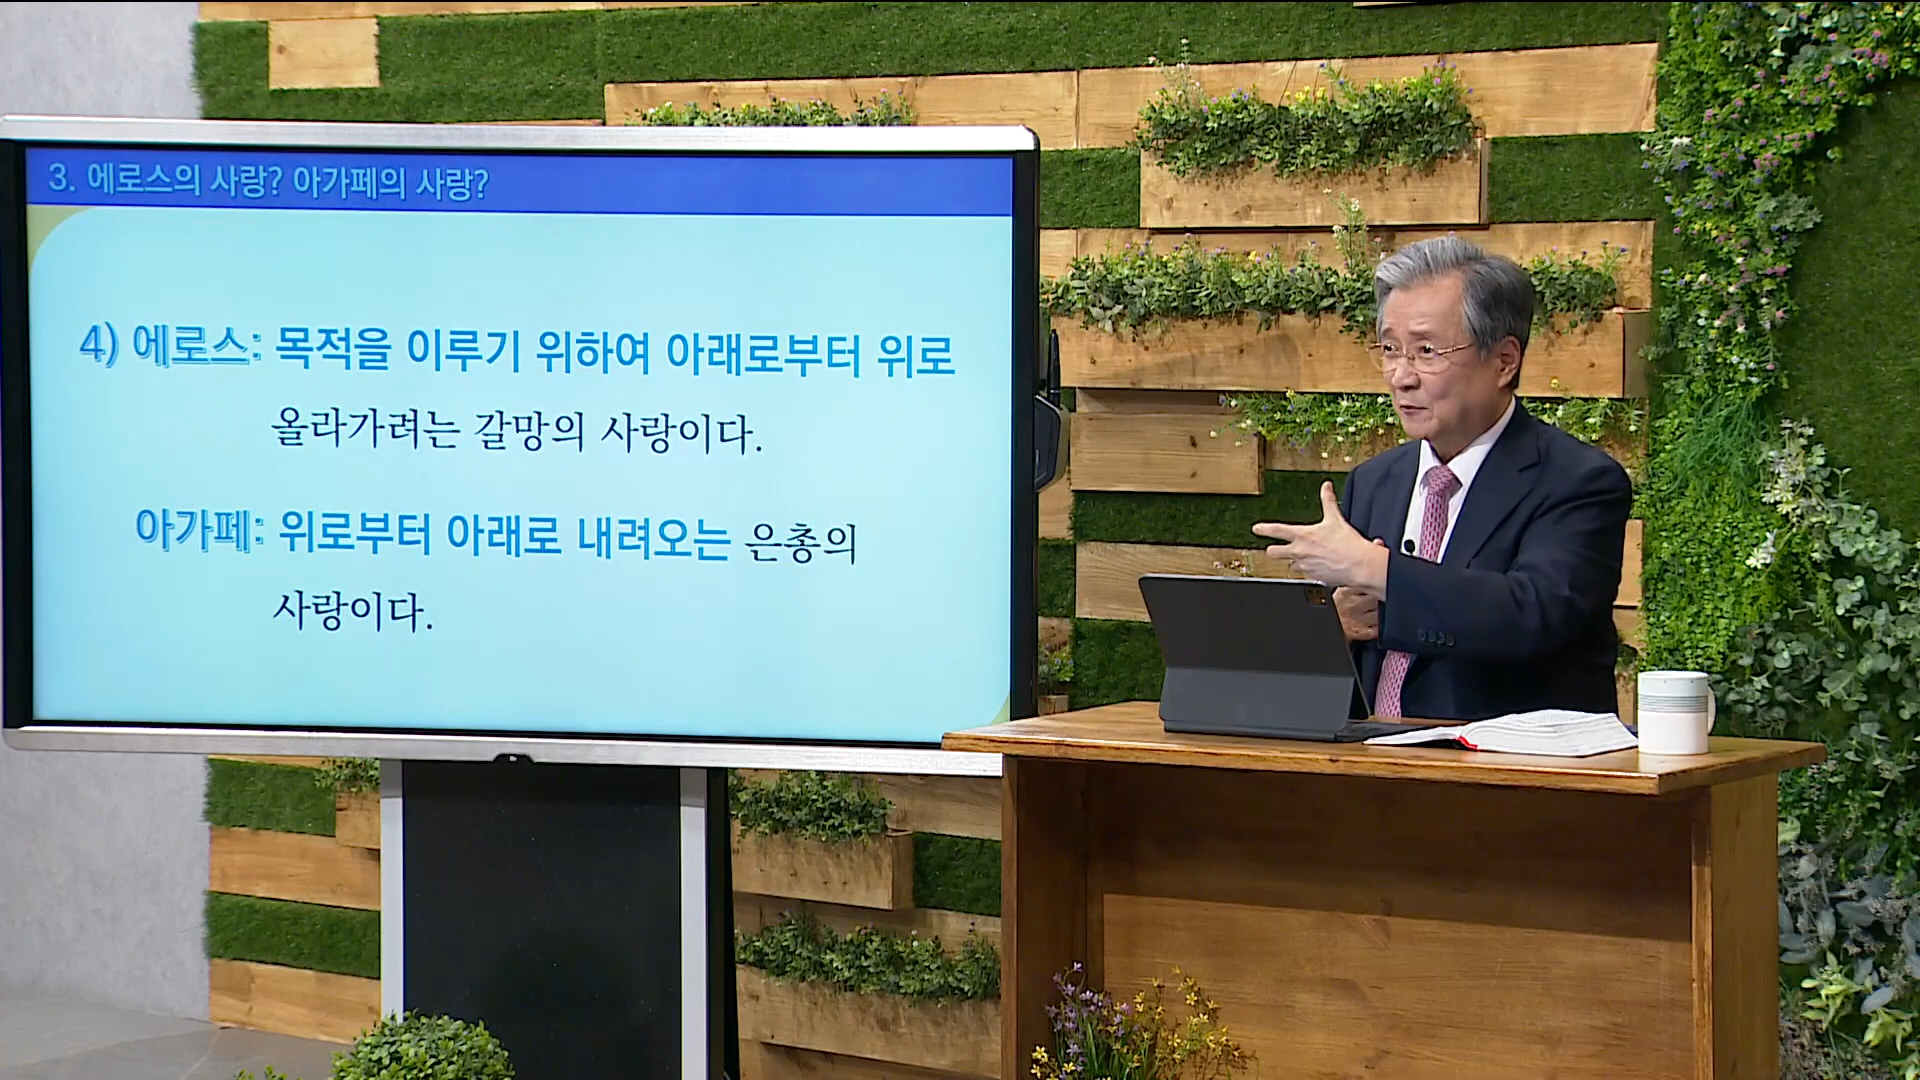 3. 에로스의 사랑? 아가페의 사랑?
4) 에로스: 목적을 이루기 위하여 아래로부터 위로
올라가려는 갈망의 사랑이다.
아가페: 위로부터 아래로 내려오는 은총의
사랑이다.